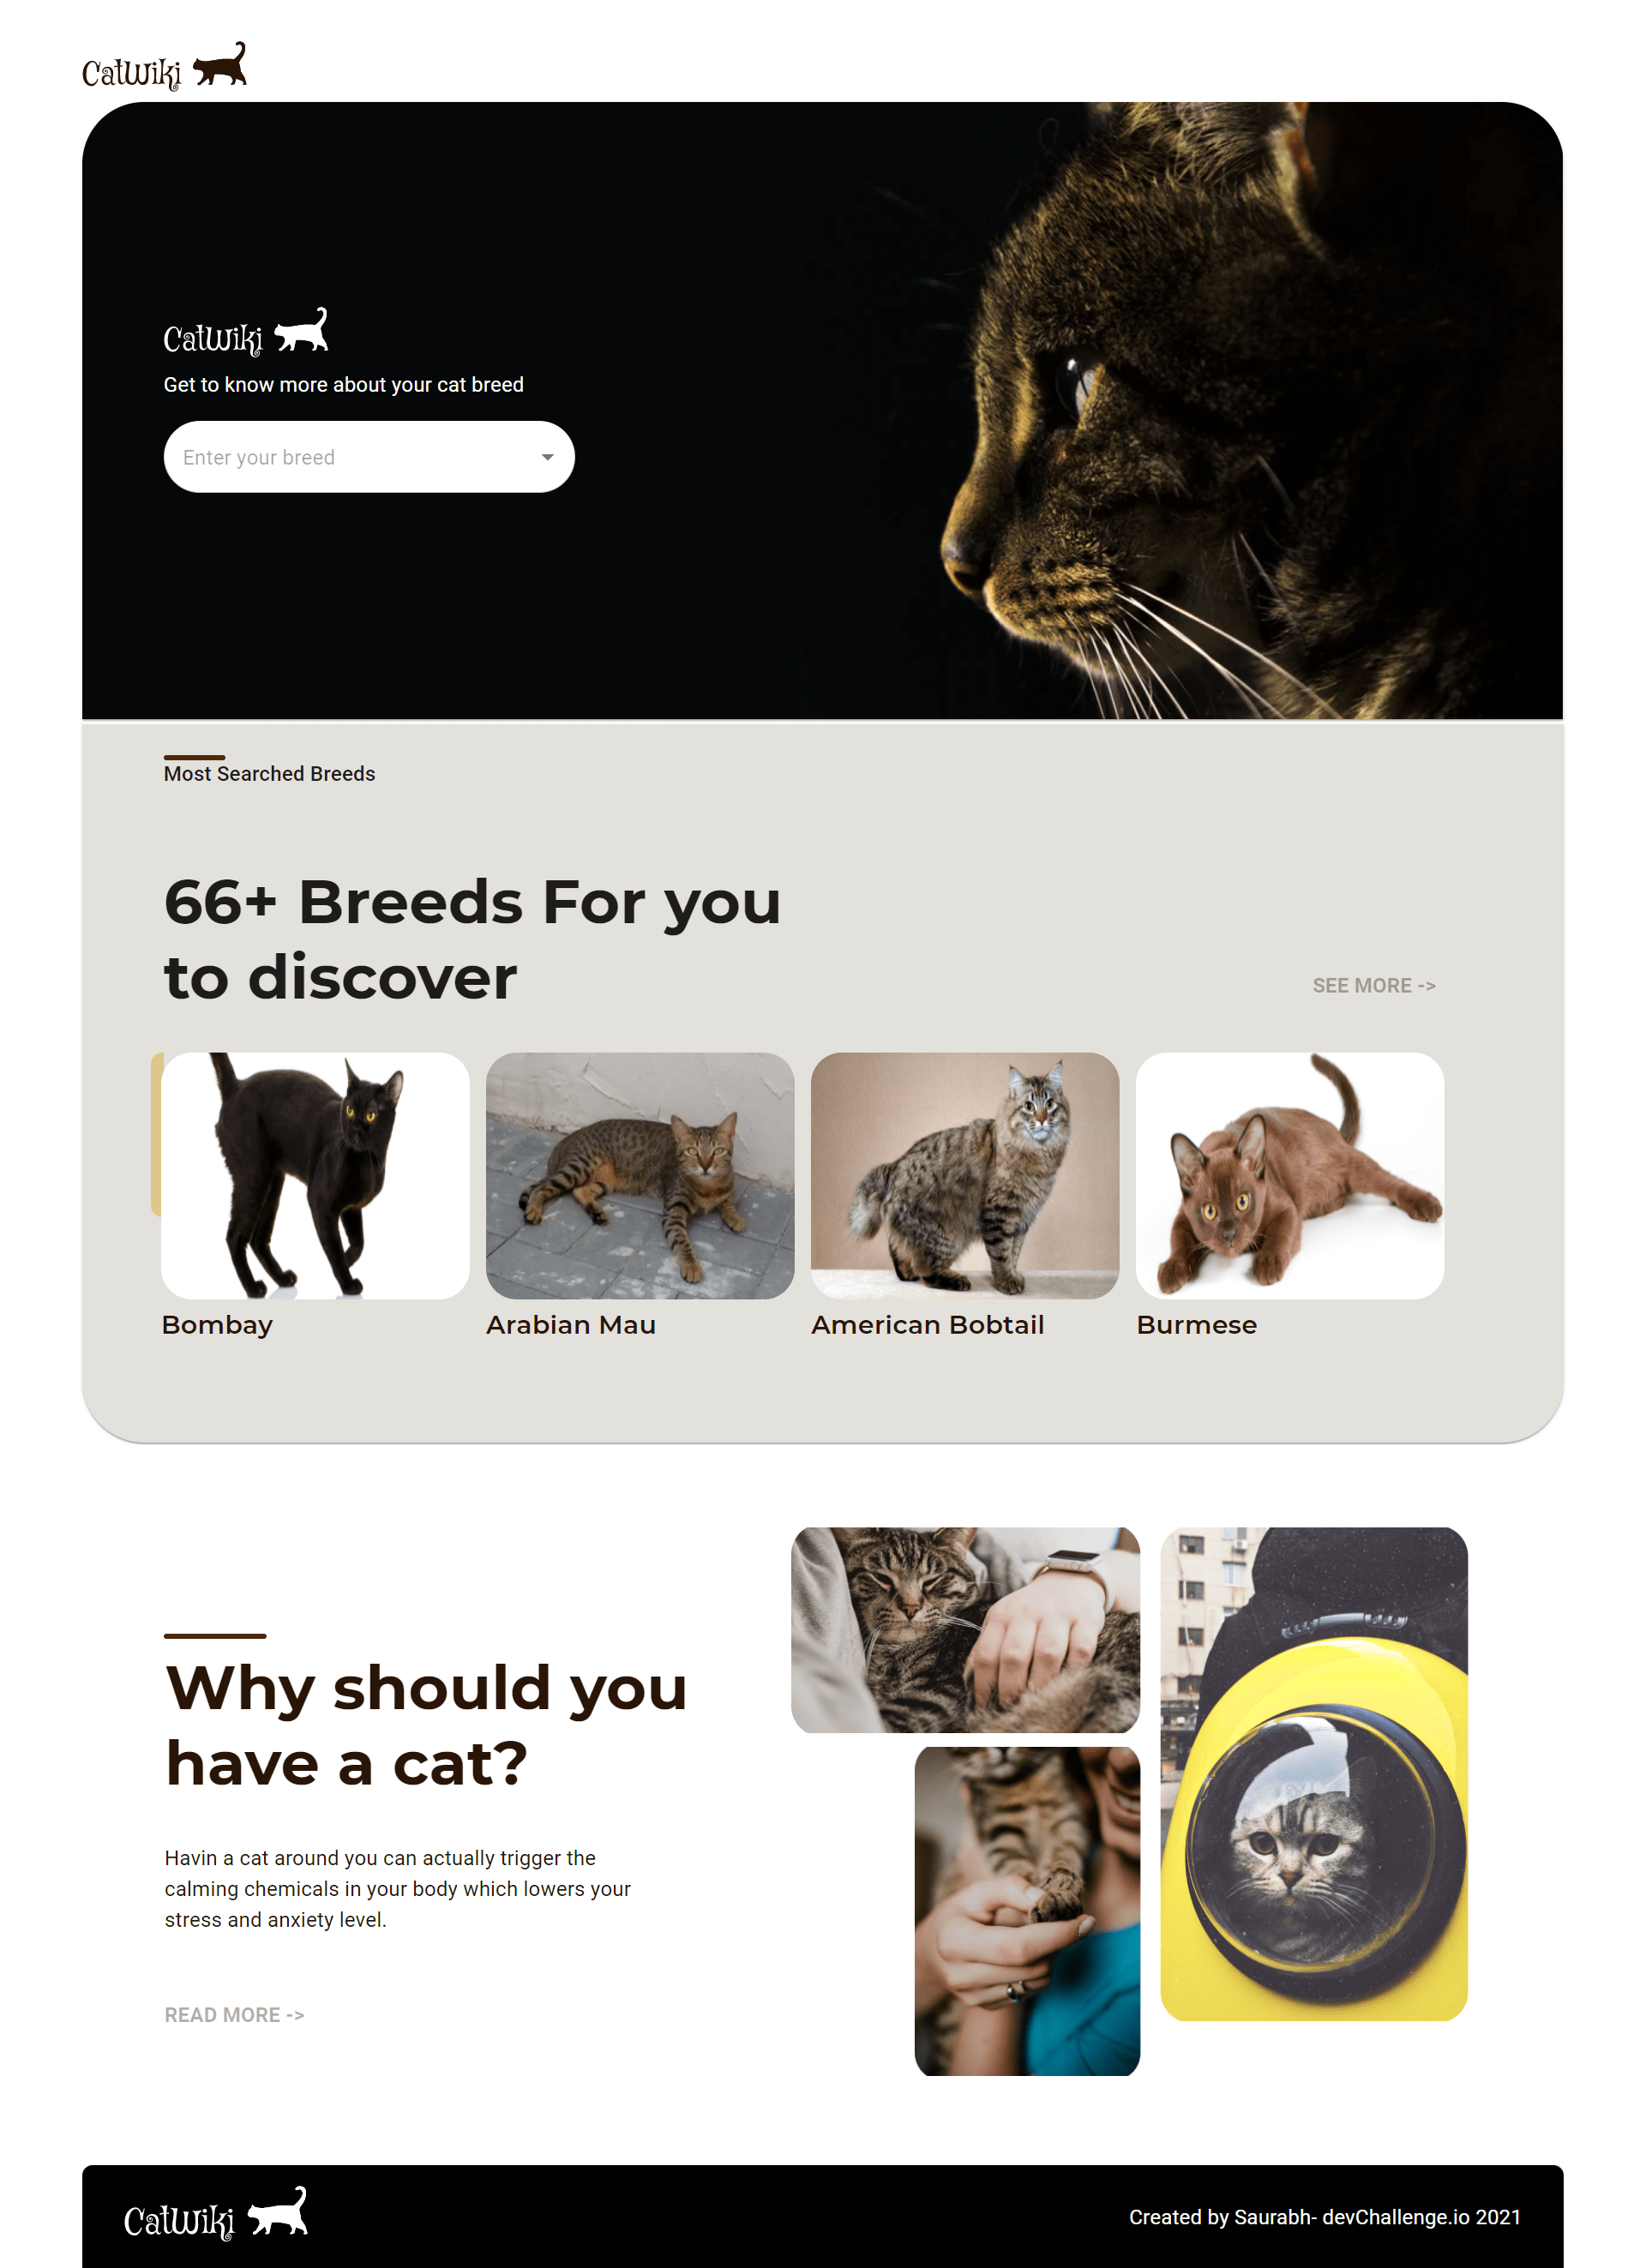 CatWiki
CatWiki
Get to know more about your cat breed
Enter your breed
Most Searched Breeds
66+ Breeds For you
to discover
SEE MORE ->
Bombay
Arabian Mau
American Bobtail
Burmese
Why should you
have a cat?
Havin a cat around you can actually trigger the
calming chemicals in your body which lowers your
stress and anxiety level.
READ MORE ->
CatWiki
Created by Saurabh- devChallenge.io 2021